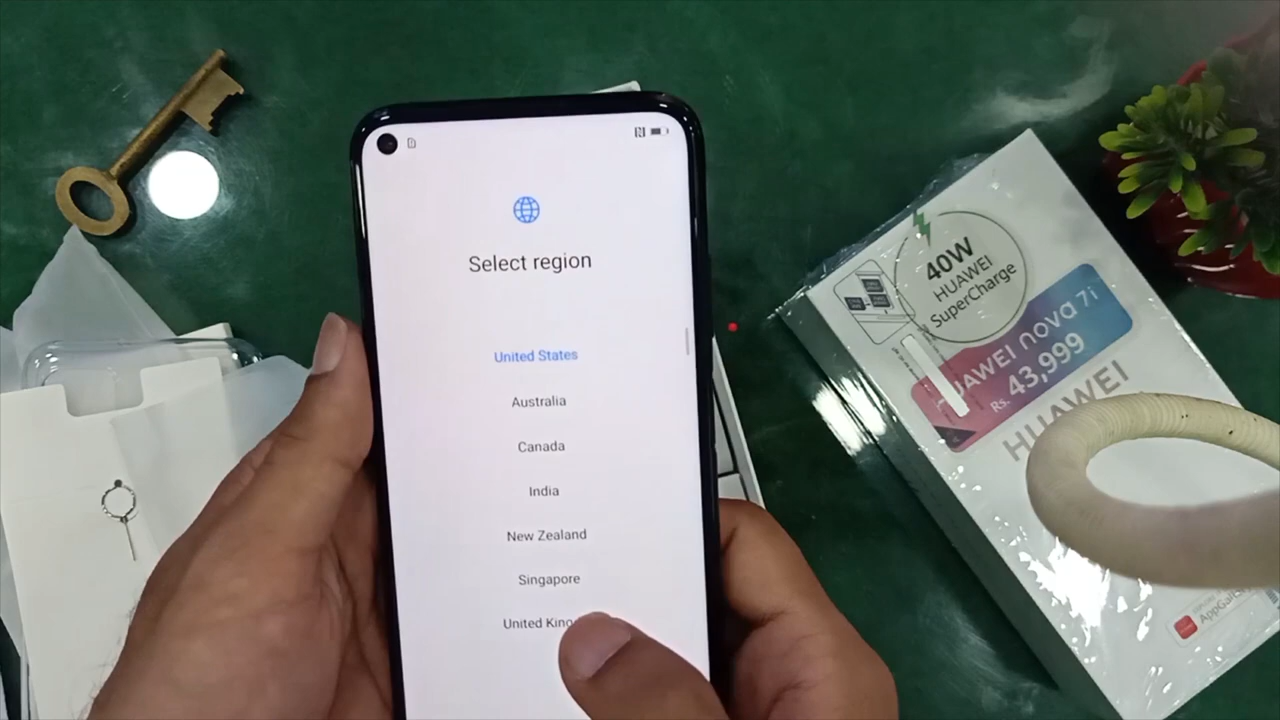 Select region
United States
Australia
Canada
India
New Zealand
Singapore
United
40W
HUAWEI
SuperCharge
HUAWEI nova 7i
Rs. 43,999
HUAWEI